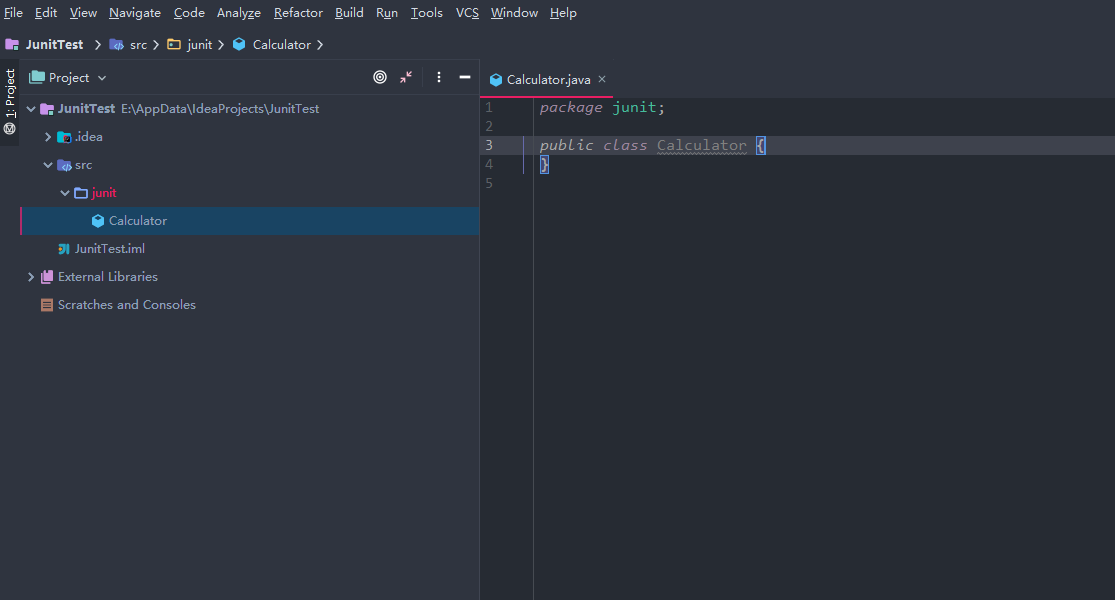 File Edit View Navigate Code Analyze Refactor Build Run Tools VCS Window Help
JunitTest src junit Calculator
1: Project
Project
JunitTest E:\AppData\IdeaProjects\JunitTest
.idea
src
junit
Calculator
JunitTest.iml
External Libraries
Scratches and Consoles
Calculator.java ×
1 package junit;
2
3 public class Calculator {
4 }
5